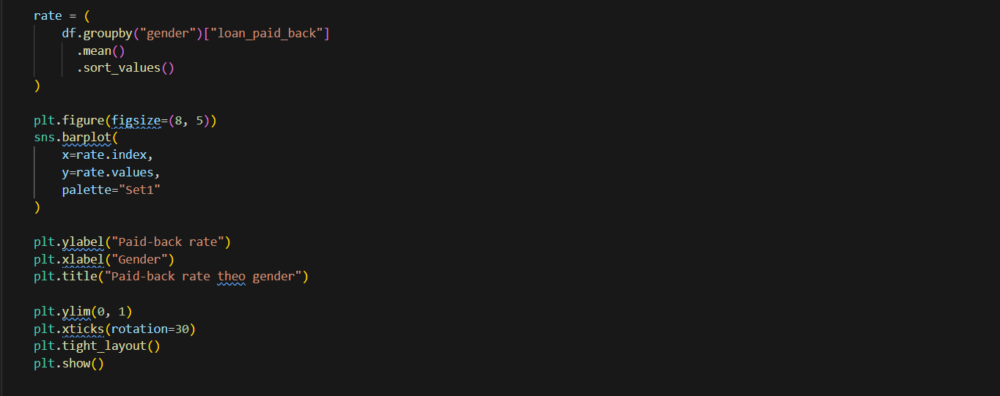 rate = (
    df.groupby("gender")["loan_paid_back"]
      .mean()
      .sort_values()
)

plt.figure(figsize=(8, 5))
sns.barplot(
    x=rate.index,
    y=rate.values,
    palette="Set1"
)

plt.ylabel("Paid-back rate")
plt.xlabel("Gender")
plt.title("Paid-back rate theo gender")

plt.ylim(0, 1)
plt.xticks(rotation=30)
plt.tight_layout()
plt.show()